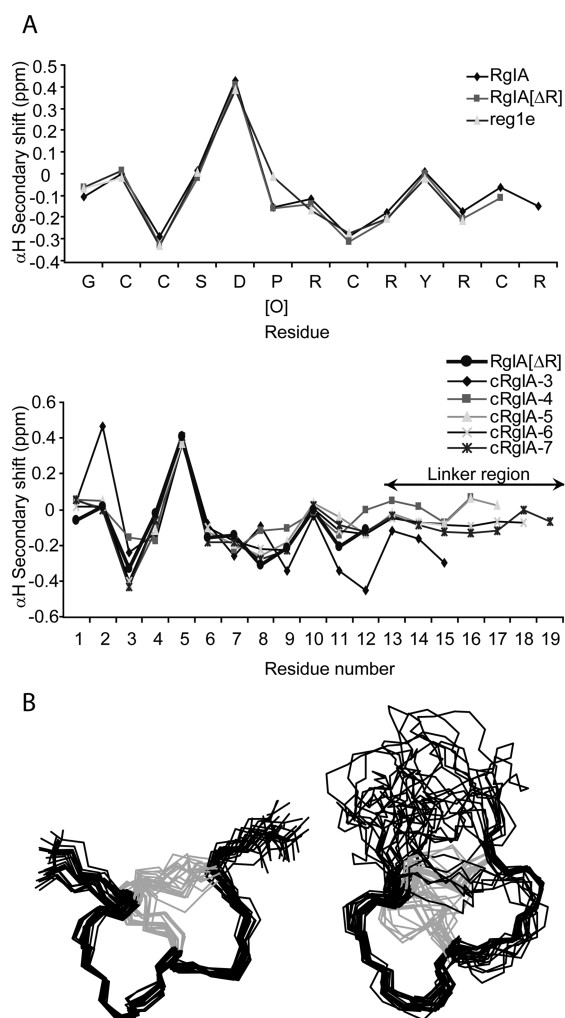 A
αH Secondary shift (ppm)
0.5
0.4
0.3
0.2
0.1
0
-0.1
-0.2
-0.3
-0.4
RgIA
RgIA[ΔR]
reg1e
G C C S D P R C R Y R C R
[O]
Residue
αH Secondary shift (ppm)
0.6
0.4
0.2
0
-0.2
-0.4
-0.6
RgIA[ΔR]
cRgIA-3
cRgIA-4
cRgIA-5
cRgIA-6
cRgIA-7
Linker region
1 2 3 4 5 6 7 8 9 10 11 12 13 14 15 16 17 18 19
Residue number
B